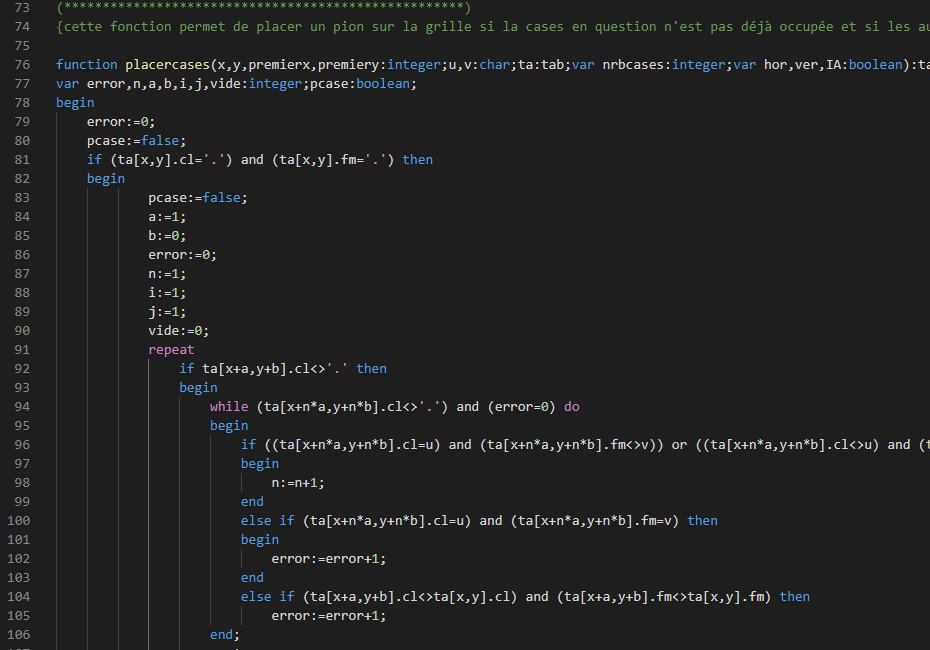 73 (****************************************************)
74 {cette fonction permet de placer un pion sur la grille si la cases en question n'est pas déjà occupée et si les
75
76 function placercases(x,y,premierx,premiery:integer;u,v:char;ta:tab;var nrbcases:integer;var hor,ver,IA:boolean):
77 var error,n,a,b,i,j,vide:integer;pcase:boolean;
78 begin
79 error:=0;
80 pcase:=false;
81 if (ta[x,y].cl='.') and (ta[x,y].fm='.') then
82 begin
83 pcase:=false;
84 a:=1;
85 b:=0;
86 error:=0;
87 n:=1;
88 i:=1;
89 j:=1;
90 vide:=0;
91 repeat
92 if ta[x+a,y+b].cl<>'.' then
93 begin
94 while (ta[x+n*a,y+n*b].cl<>'.') and (error=0) do
95 begin
96 if ((ta[x+n*a,y+n*b].cl=u) and (ta[x+n*a,y+n*b].fm<>v)) or ((ta[x+n*a,y+n*b].cl<>u) and (
97 begin
98 n:=n+1;
99 end
100 else if (ta[x+n*a,y+n*b].cl=u) and (ta[x+n*a,y+n*b].fm=v) then
101 begin
102 error:=error+1;
103 end
104 else if (ta[x+a,y+b].cl<>ta[x,y].cl) and (ta[x+a,y+b].fm<>ta[x,y].fm) then
105 error:=error+1;
106 end;